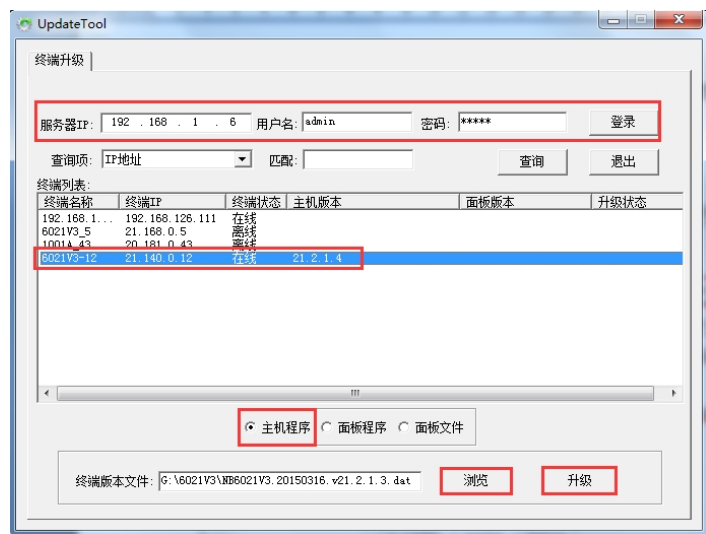 UpdateTool
终端升级
服务器IP: 192 . 168 . 1 . 6 用户名: admin 密码: ***** 登录
查询项: IP地址 匹配: 查询 退出
终端列表:
终端名称 终端IP 终端状态 主机版本 面板版本 升级状态
192.168.1... 192.168.126.111 在线
6021V3_5 21.168.0.5 离线
1001A_43 20.181.0.43 离线
6021V3-12 21.140.0.12 在线 21.2.1.4
主机程序 面板程序 面板文件
终端版本文件: G:\6021V3\NB6021V3.20150316.v21.2.1.3.dat 浏览 升级